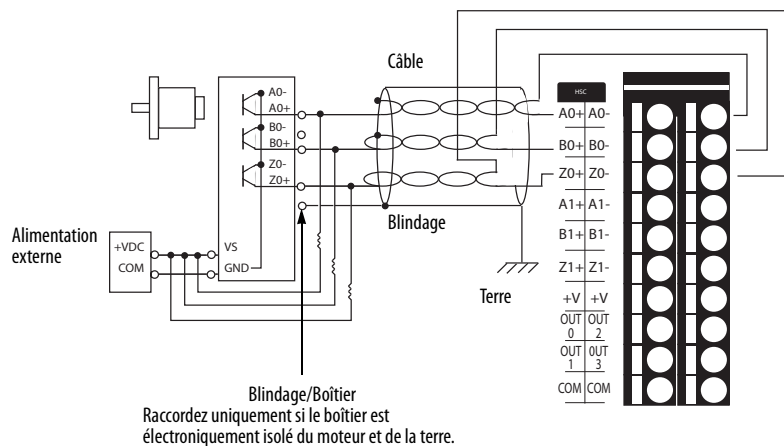 Câble
HSC
A0-
A0+
B0-
B0+
Z0-
Z0+
A0+ A0-
B0+ B0-
Z0+ Z0-
A1+ A1-
B1+ B1-
Z1+ Z1-
+V +V
OUT 0 OUT 2
OUT 1 0UT 3
COM COM
Blindage
Terre
Alimentation
externe
+VDC
COM
VS
GND
Blindage/Boîtier
Raccordez uniquement si le boîtier est
électroniquement isolé du moteur et de la terre.